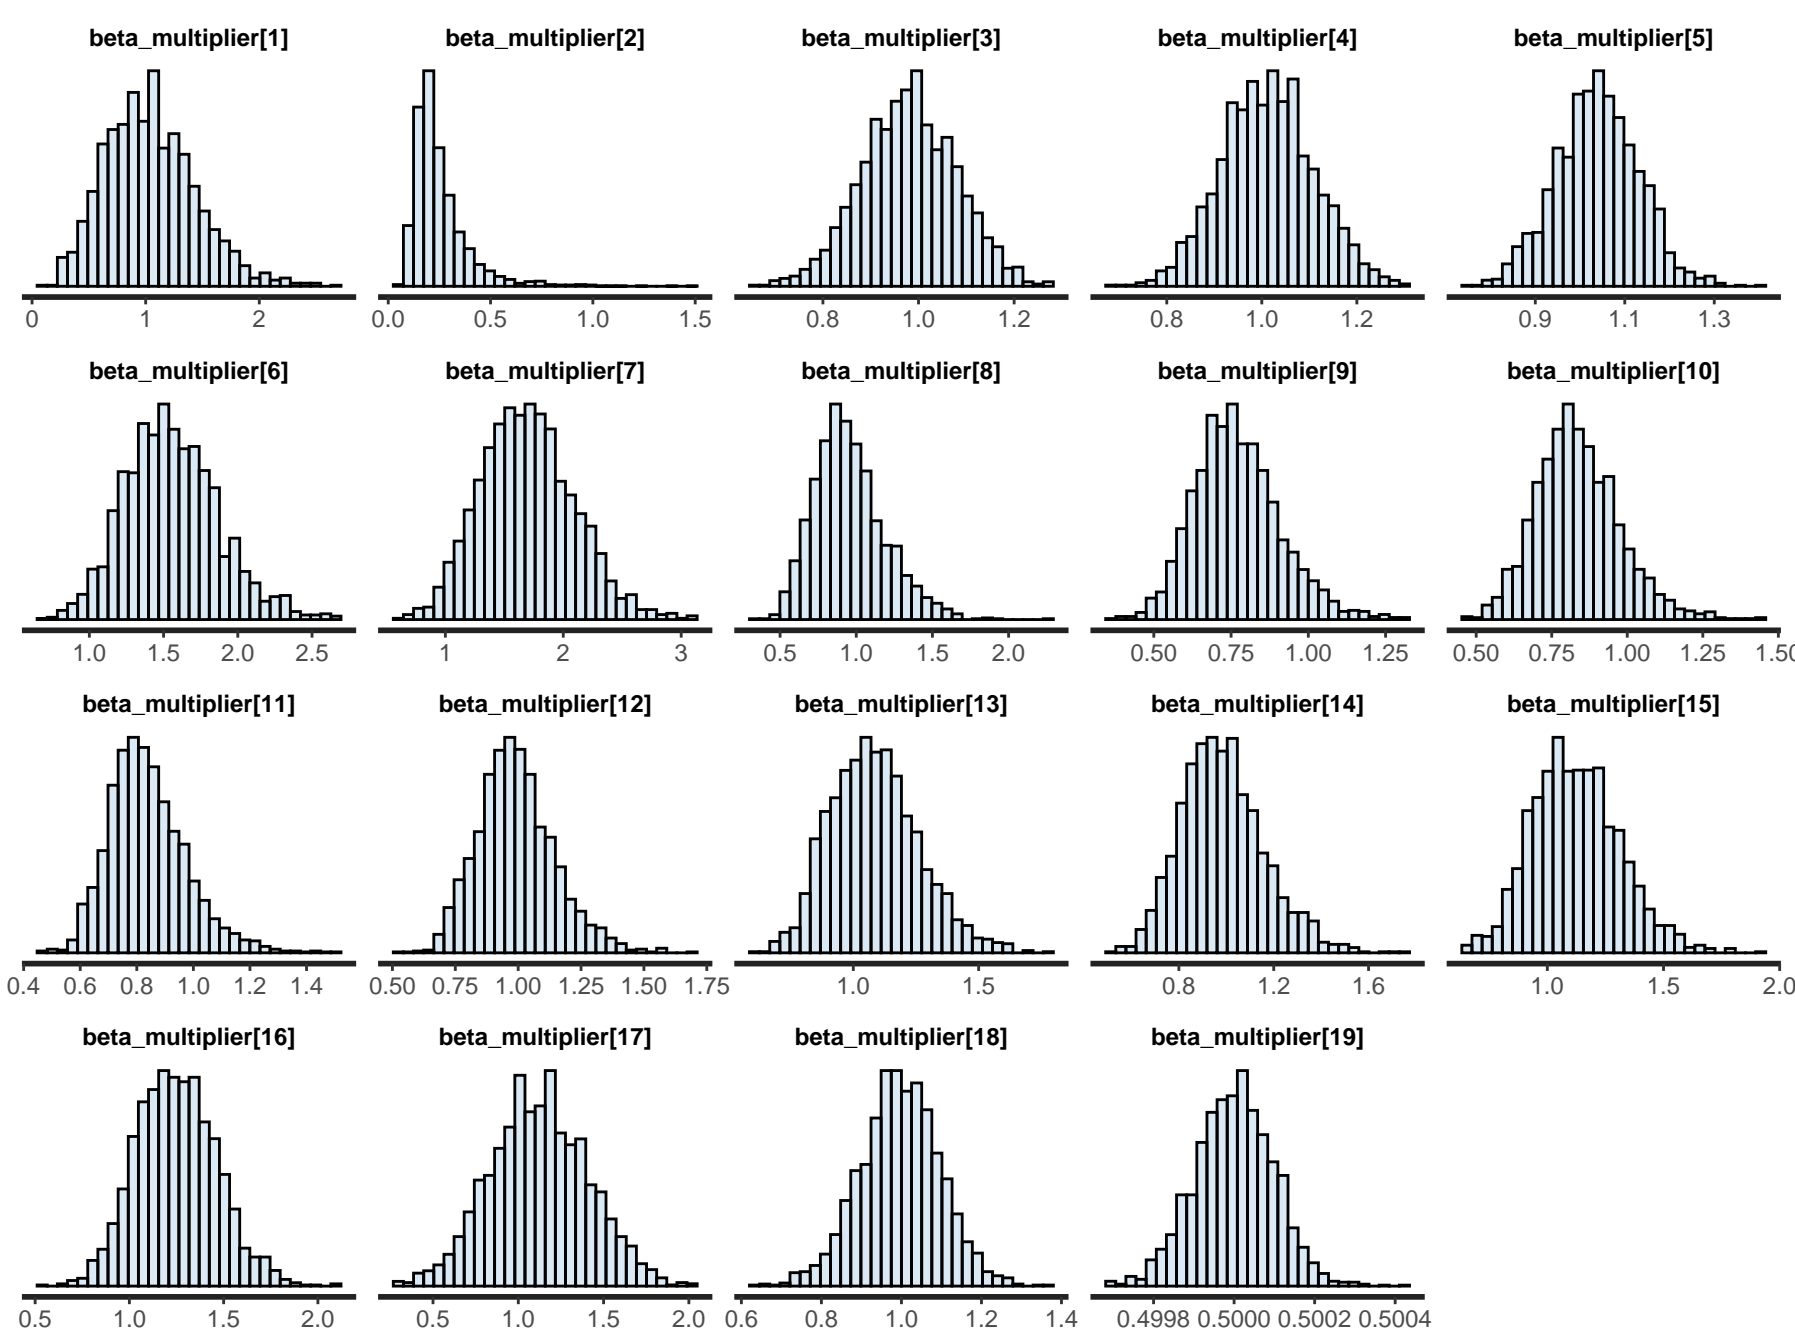 beta_multiplier[1] beta_multiplier[2] beta_multiplier[3] beta_multiplier[4] beta_multiplier[5]
0 1 2 0.0 0.5 1.0 1.5 0.8 1.0 1.2 0.8 1.0 1.2 0.9 1.1 1.3
beta_multiplier[6] beta_multiplier[7] beta_multiplier[8] beta_multiplier[9] beta_multiplier[10]
1.0 1.5 2.0 2.5 1 2 3 0.5 1.0 1.5 2.0 0.50 0.75 1.00 1.25 0.50 0.75 1.00 1.25 1.50
beta_multiplier[11] beta_multiplier[12] beta_multiplier[13] beta_multiplier[14] beta_multiplier[15]
0.4 0.6 0.8 1.0 1.2 1.4 0.50 0.75 1.00 1.25 1.50 1.75 1.0 1.5 0.8 1.2 1.6 1.0 1.5 2.0
beta_multiplier[16] beta_multiplier[17] beta_multiplier[18] beta_multiplier[19]
0.5 1.0 1.5 2.0 0.5 1.0 1.5 2.0 0.6 0.8 1.0 1.2 1.4 0.4998 0.5000 0.5002 0.5004